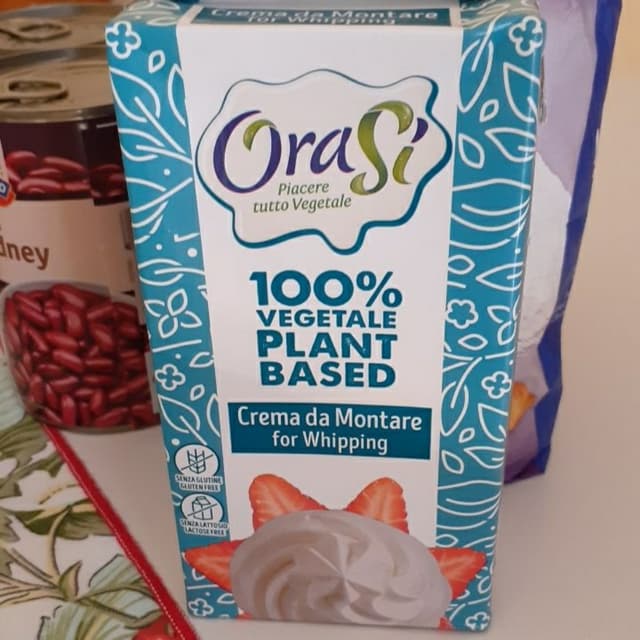 Crema da Montare
for Whipping
OraSì
Piacere
tutto Vegetale
100%
VEGETALE
PLANT
BASED
Crema da Montare
for Whipping
SENZA GLUTINE
GLUTEN FREE
SENZA LATTOSIO
LACTOSE FREE
dney